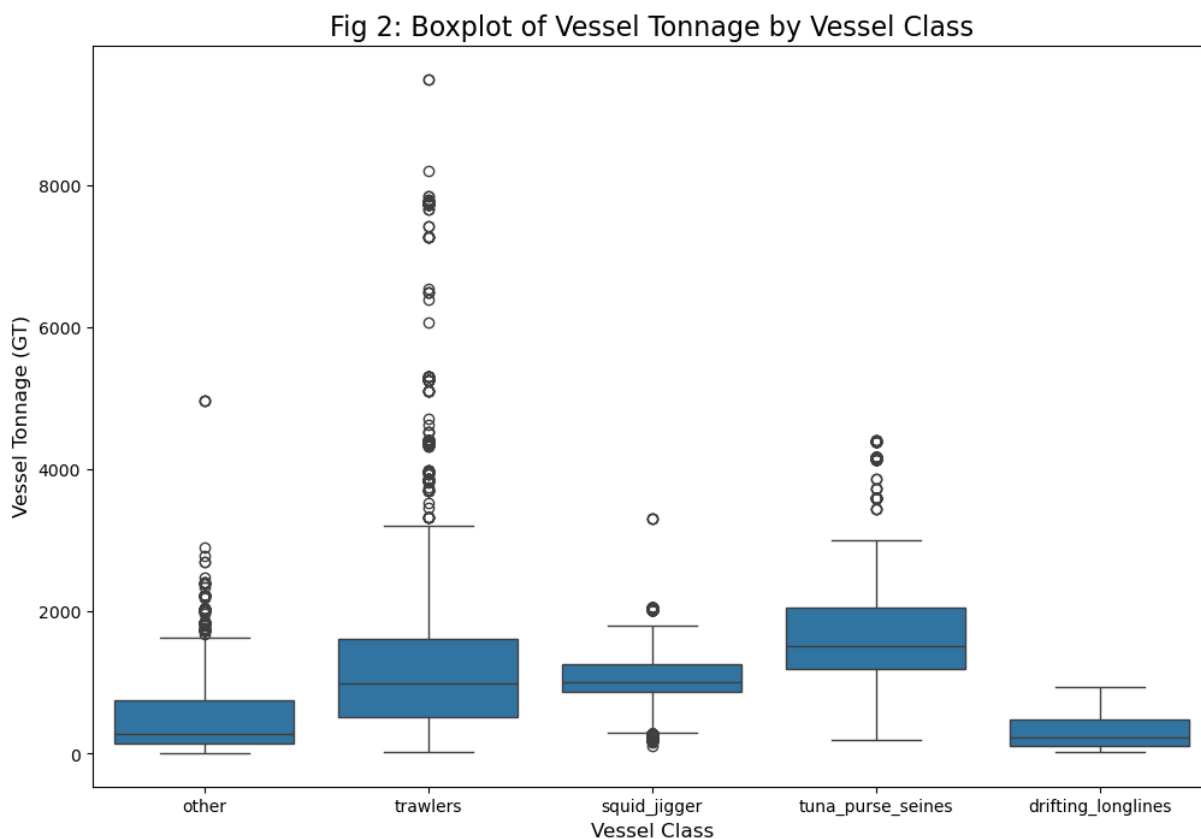 Fig 2: Boxplot of Vessel Tonnage by Vessel Class
Vessel Tonnage (GT)
8000
6000
4000
2000
0
other trawlers squid_jigger tuna_purse_seines drifting_longlines
Vessel Class